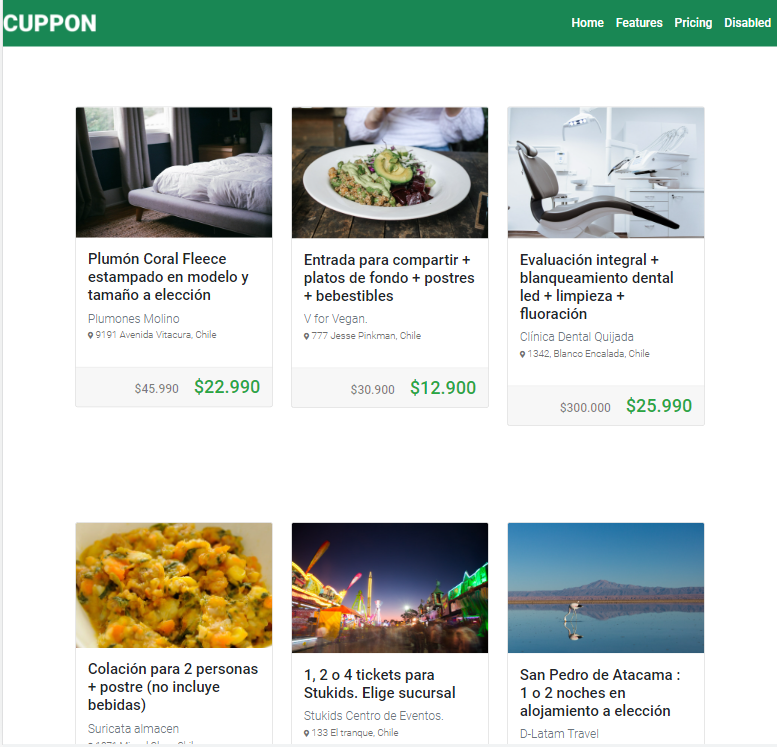 CUPPON
Home Features Pricing Disabled
Plumón Coral Fleece
estampado en modelo y
tamaño a elección
Plumones Molino
9191 Avenida Vitacura, Chile
$45.990 $22.990
Entrada para compartir +
platos de fondo + postres
+ bebestibles
V for Vegan.
777 Jesse Pinkman, Chile
$30.900 $12.900
Evaluación integral +
blanqueamiento dental
led + limpieza +
fluoración
Clínica Dental Quijada
1342, Blanco Encalada, Chile
$300.000 $25.990
Colación para 2 personas
+ postre (no incluye
bebidas)
Suricata almacen
1, 2 o 4 tickets para
Stukids. Elige sucursal
Stukids Centro de Eventos.
133 El tranque, Chile
San Pedro de Atacama :
1 o 2 noches en
alojamiento a elección
D-Latam Travel